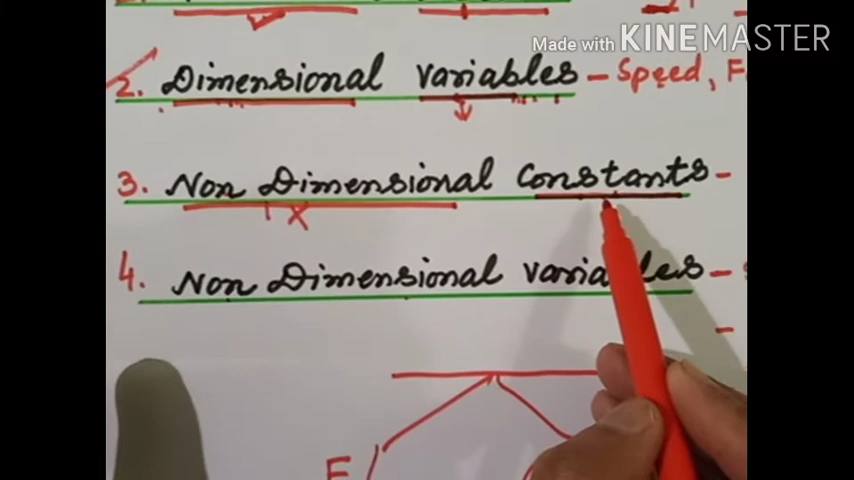 Made with KINEMASTER
2. Dimensional variables - Speed, F
3. Non Dimensional Constants -
4. Non Dimensional variables -
F